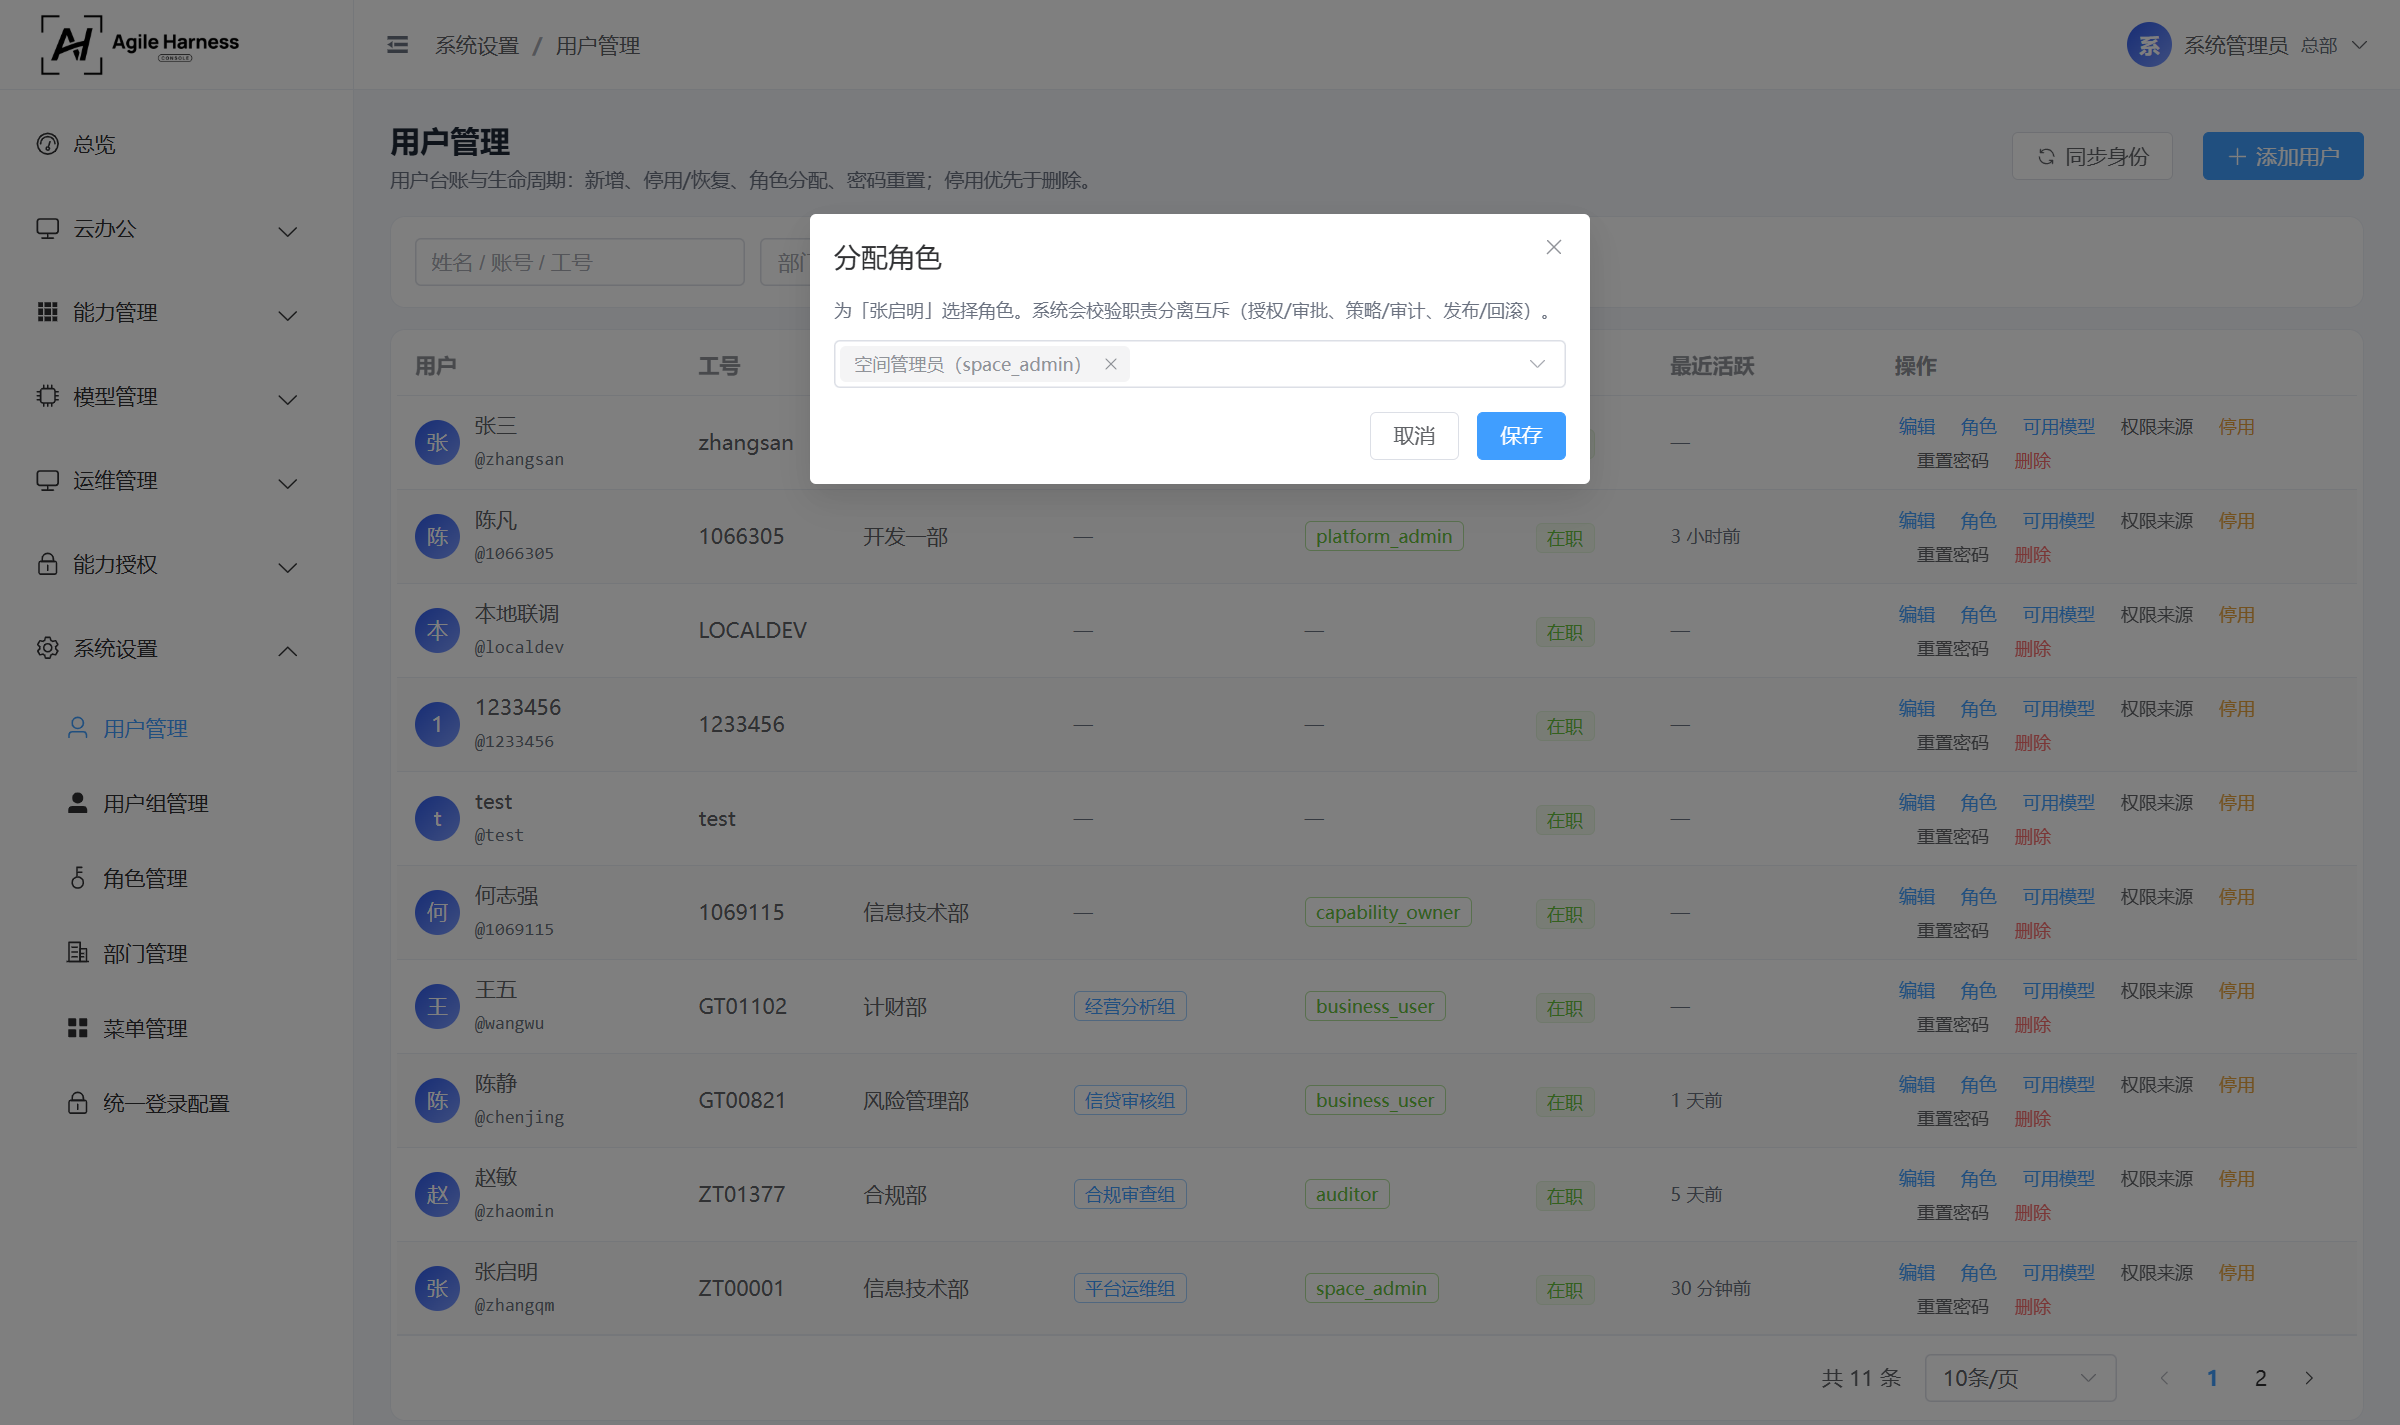 Agile Harness
CONSOLE
系统设置 / 用户管理
系 系统管理员 总部
总览
云办公
能力管理
模型管理
运维管理
能力授权
系统设置
用户管理
用户组管理
角色管理
部门管理
菜单管理
统一登录配置
用户管理
用户台账与生命周期：新增、停用/恢复、角色分配、密码重置；停用优先于删除。
同步身份
添加用户
姓名 / 账号 / 工号
部门
分配角色
为「张启明」选择角色。系统会校验职责分离互斥（授权/审批、策略/审计、发布/回滚）。
空间管理员（space_admin）
取消
保存
用户 工号 最近活跃 操作
张 张三 zhangsan — 编辑 角色 可用模型 权限来源 停用
@zhangsan 重置密码 删除
陈 陈凡 1066305 开发一部 — platform_admin 在职 3 小时前 编辑 角色 可用模型 权限来源 停用
@1066305 重置密码 删除
本 本地联调 LOCALDEV — — 在职 — 编辑 角色 可用模型 权限来源 停用
@localdev 重置密码 删除
1 1233456 1233456 — — 在职 — 编辑 角色 可用模型 权限来源 停用
@1233456 重置密码 删除
t test test — — 在职 — 编辑 角色 可用模型 权限来源 停用
@test 重置密码 删除
何 何志强 1069115 信息技术部 — capability_owner 在职 — 编辑 角色 可用模型 权限来源 停用
@1069115 重置密码 删除
王 王五 GT01102 计财部 经营分析组 business_user 在职 — 编辑 角色 可用模型 权限来源 停用
@wangwu 重置密码 删除
陈 陈静 GT00821 风险管理部 信贷审核组 business_user 在职 1 天前 编辑 角色 可用模型 权限来源 停用
@chenjing 重置密码 删除
赵 赵敏 ZT01377 合规部 合规审查组 auditor 在职 5 天前 编辑 角色 可用模型 权限来源 停用
@zhaomin 重置密码 删除
张 张启明 ZT00001 信息技术部 平台运维组 space_admin 在职 30 分钟前 编辑 角色 可用模型 权限来源 停用
@zhangqm 重置密码 删除
共 11 条 10条/页 1 2